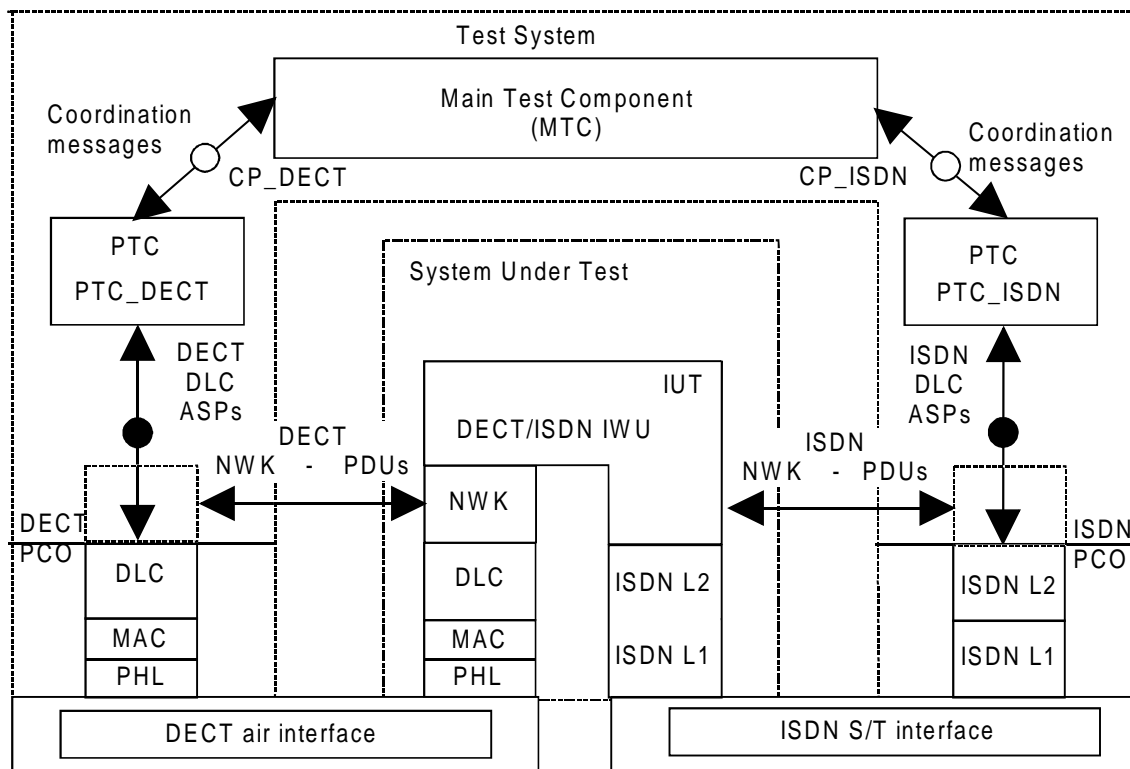 Test System
Main Test Component
(MTC)
Coordination
messages
CP_DECT
CP_ISDN
Coordination
messages
PTC
PTC_DECT
System Under Test
PTC
PTC_ISDN
DECT
DLC
ASPs
IUT
DECT/ISDN IWU
ISDN
DLC
ASPs
DECT
NWK - PDUs
ISDN
NWK - PDUs
NWK
DECT
PCO
ISDN
PCO
DLC
MAC
PHL
DLC
MAC
PHL
ISDN L2
ISDN L1
ISDN L2
ISDN L1
DECT air interface
ISDN S/T interface